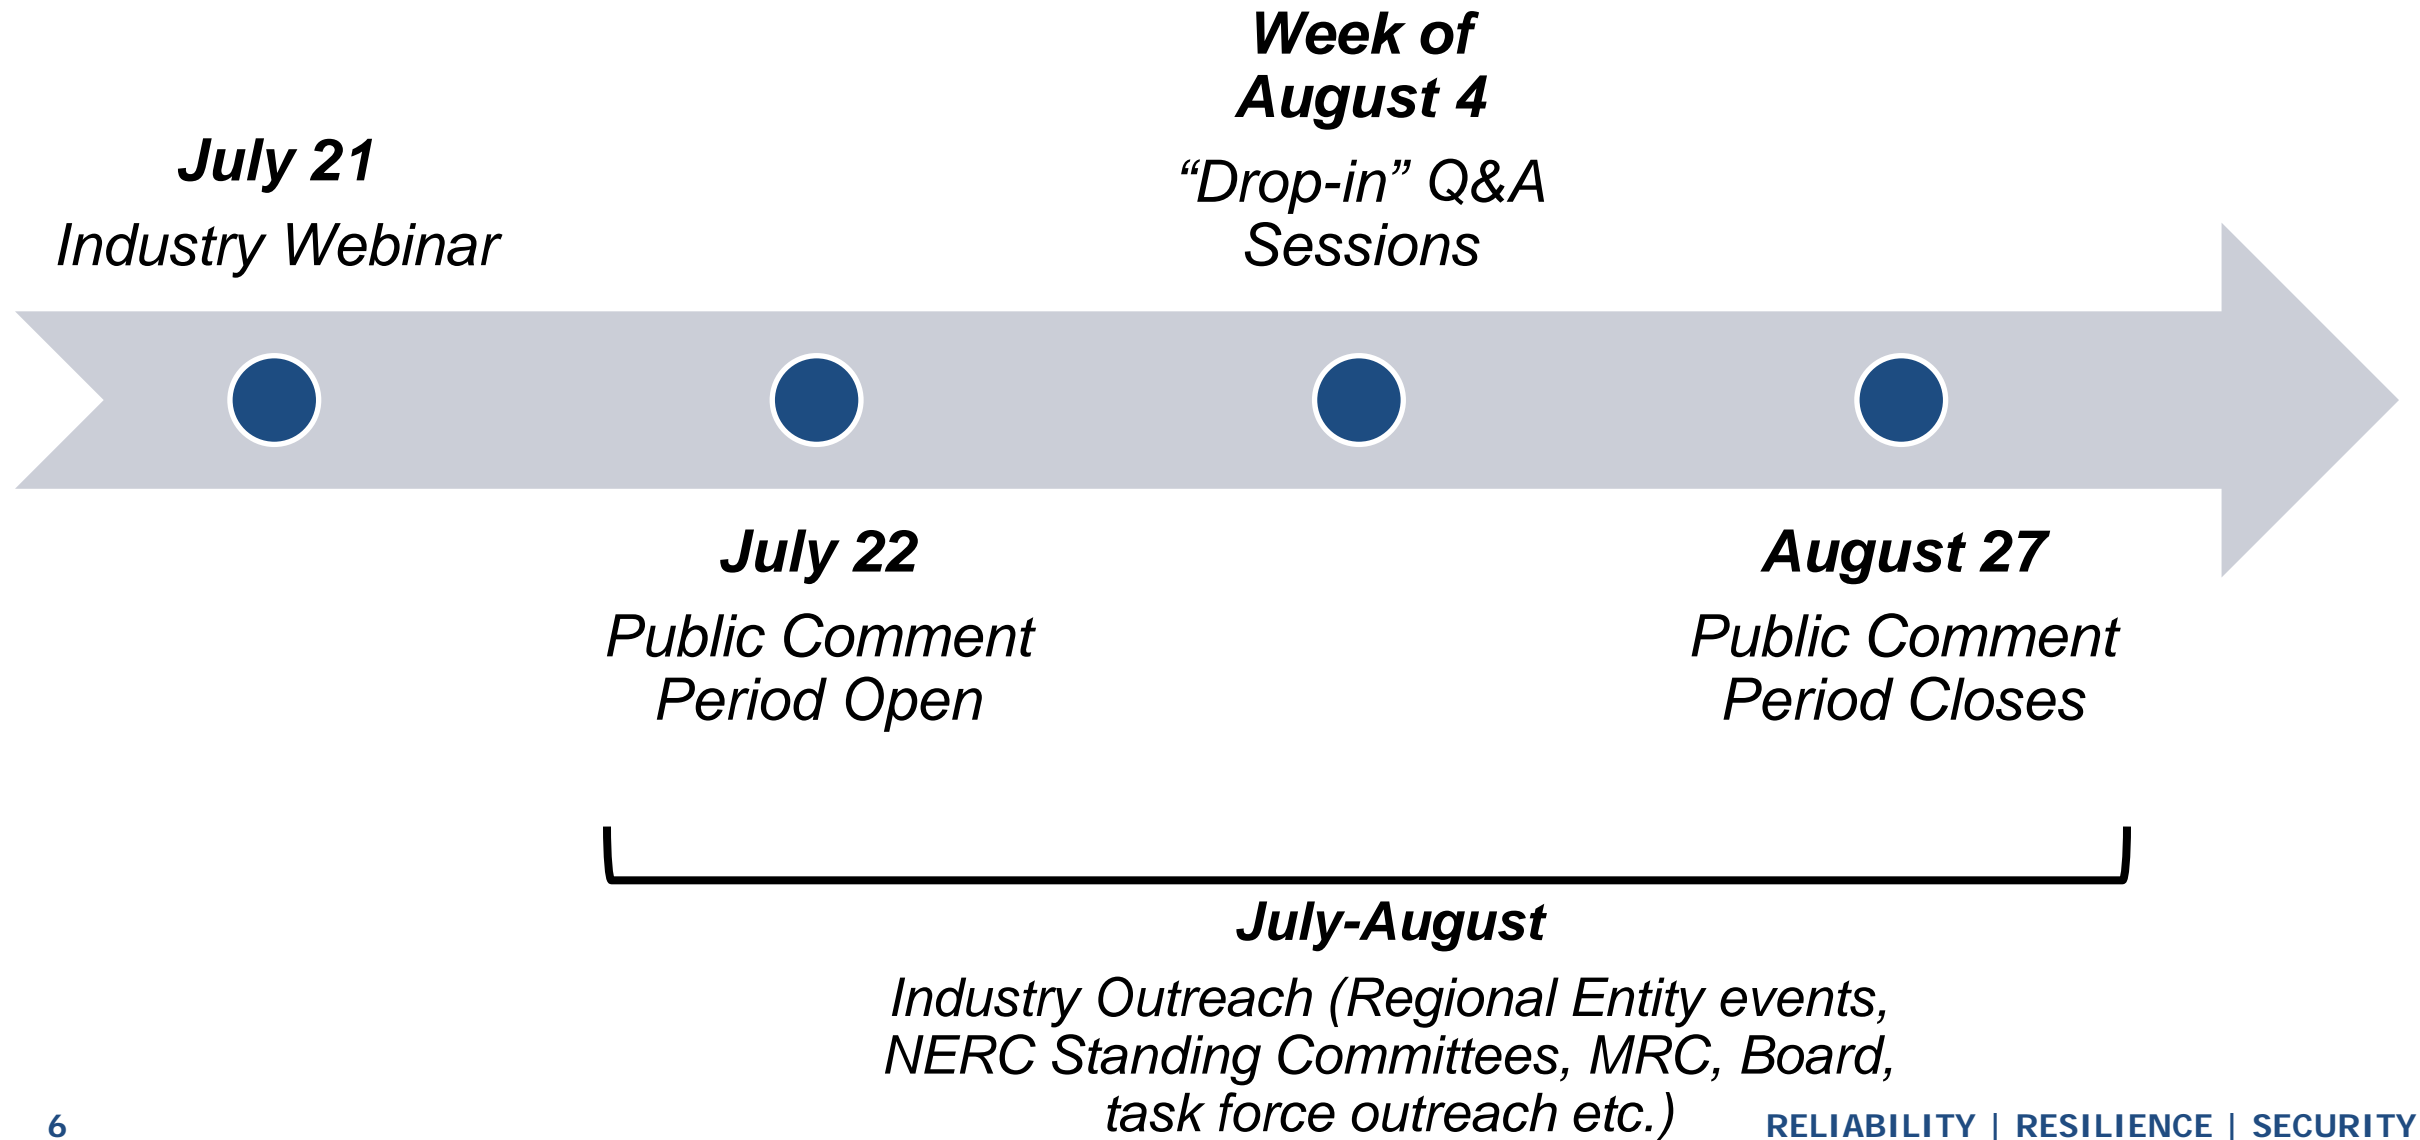 July 21
Industry Webinar
July 22
Public Comment
Period Open
Week of
August 4
“Drop-in” Q&A
Sessions
August 27
Public Comment
Period Closes
July-August
Industry Outreach (Regional Entity events,
NERC Standing Committees, MRC, Board,
task force outreach etc.)
6
RELIABILITY | RESILIENCE | SECURITY